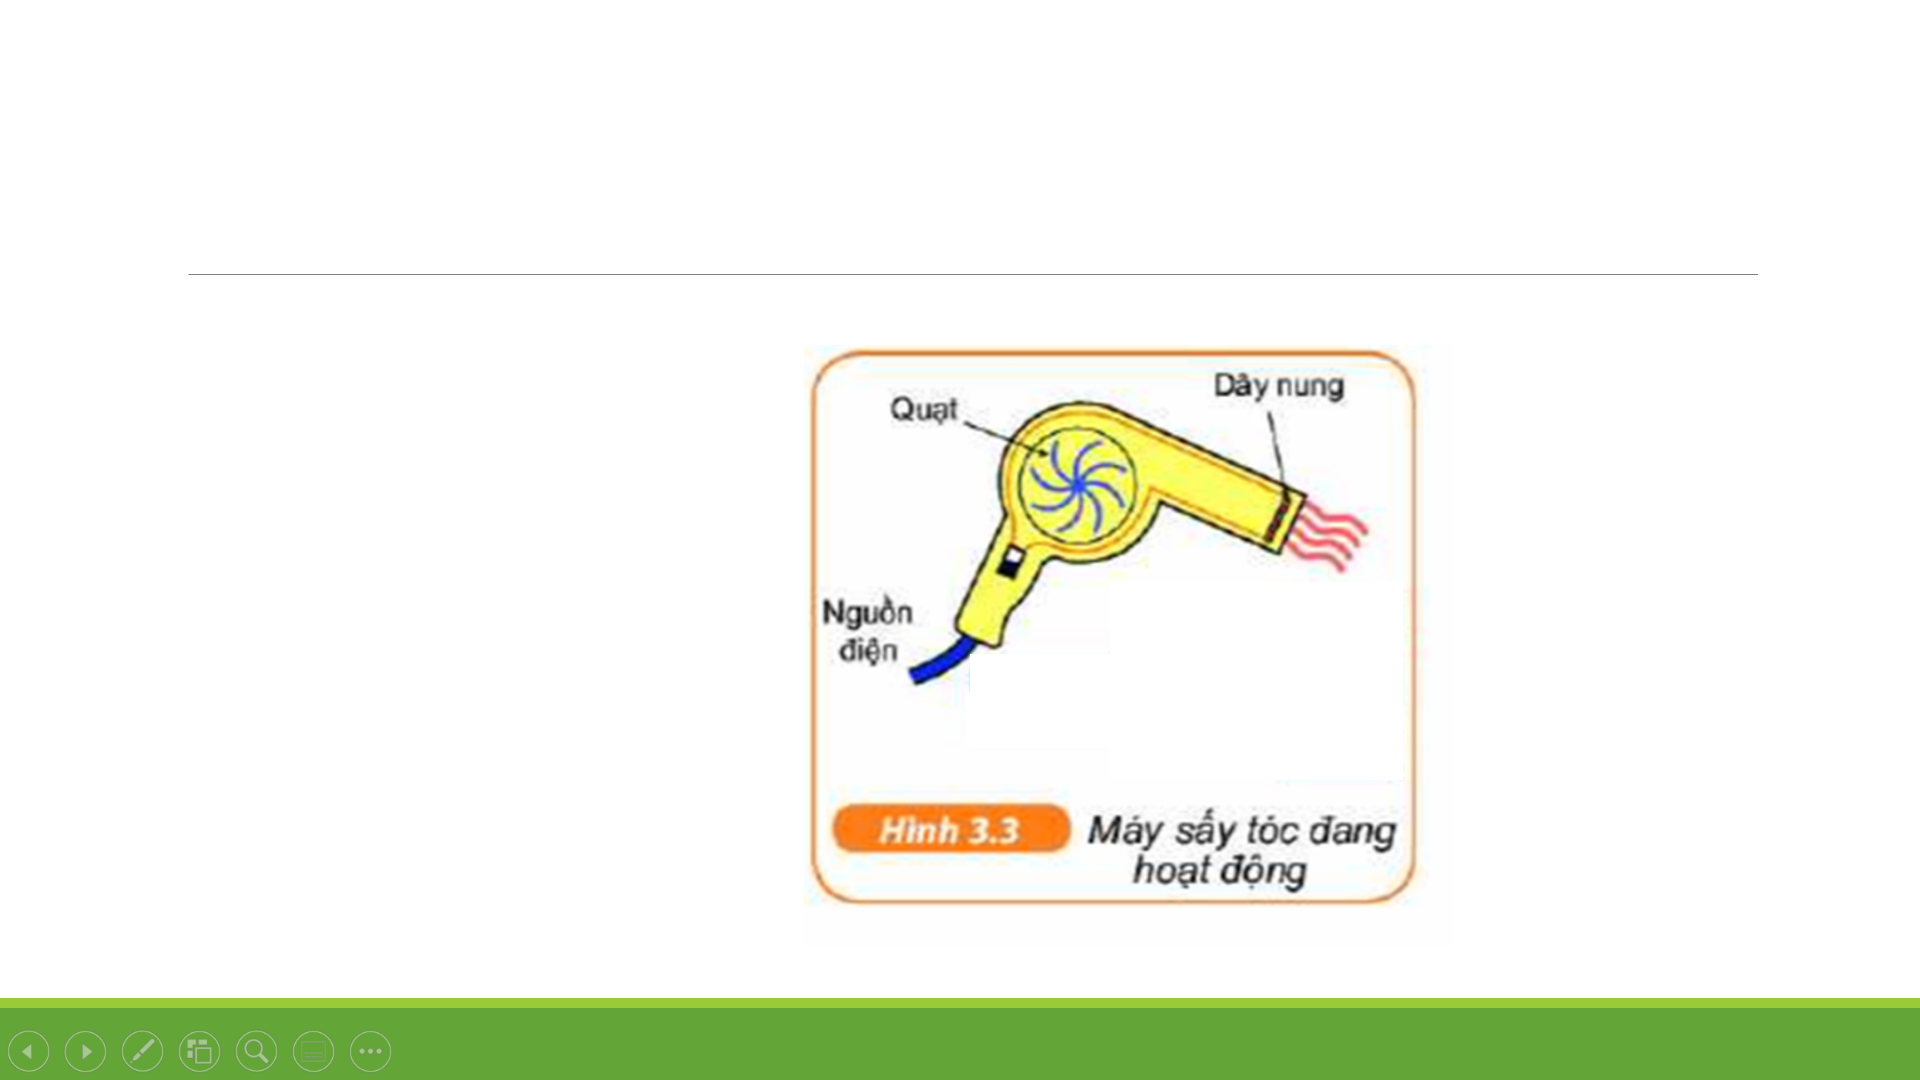 Dây nung
Quạt
Nguồn
điện
Hình 3.3
Máy sấy tóc đang
hoạt động